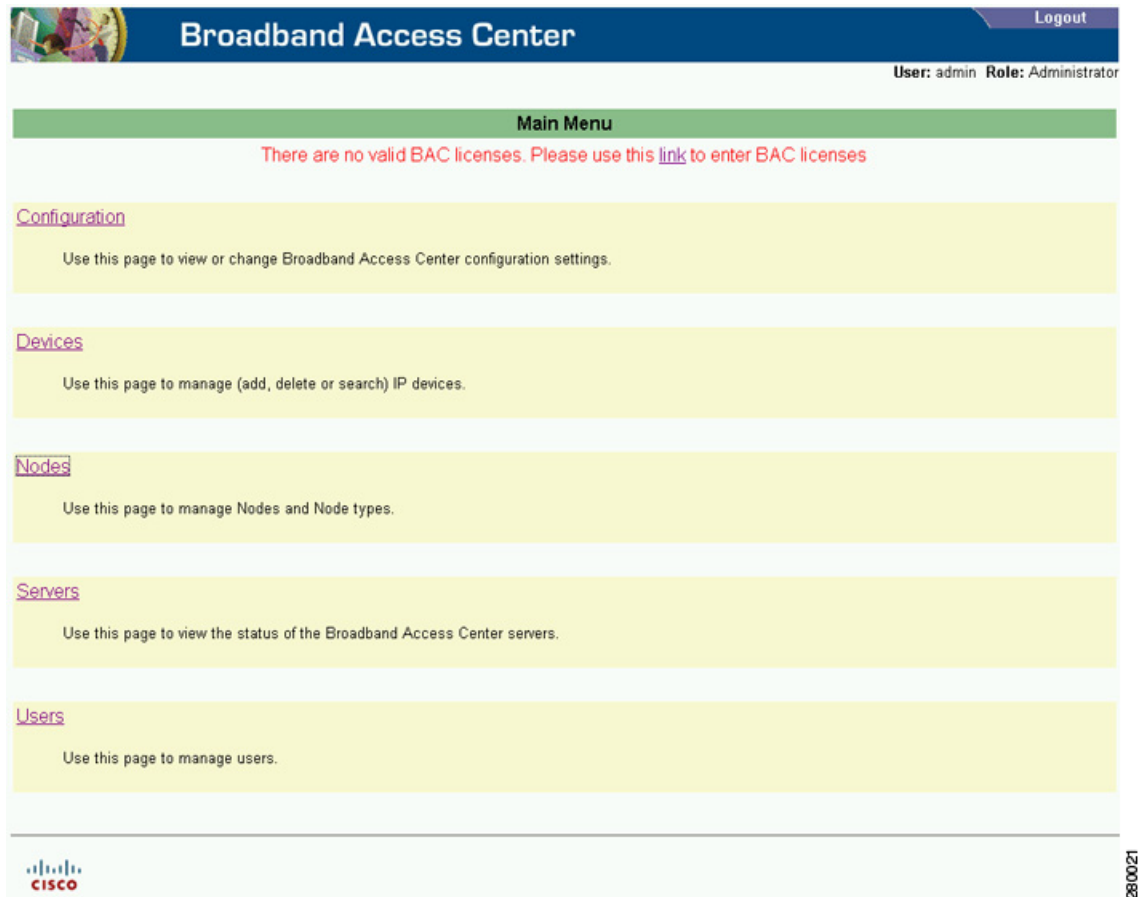 Broadband Access Center
Logout
User: admin Role: Administrator
Main Menu
There are no valid BAC licenses. Please use this link to enter BAC licenses
Configuration
Use this page to view or change Broadband Access Center configuration settings.
Devices
Use this page to manage (add, delete or search) IP devices.
Nodes
Use this page to manage Nodes and Node types.
Servers
Use this page to view the status of the Broadband Access Center servers.
Users
Use this page to manage users.
CISCO
280021